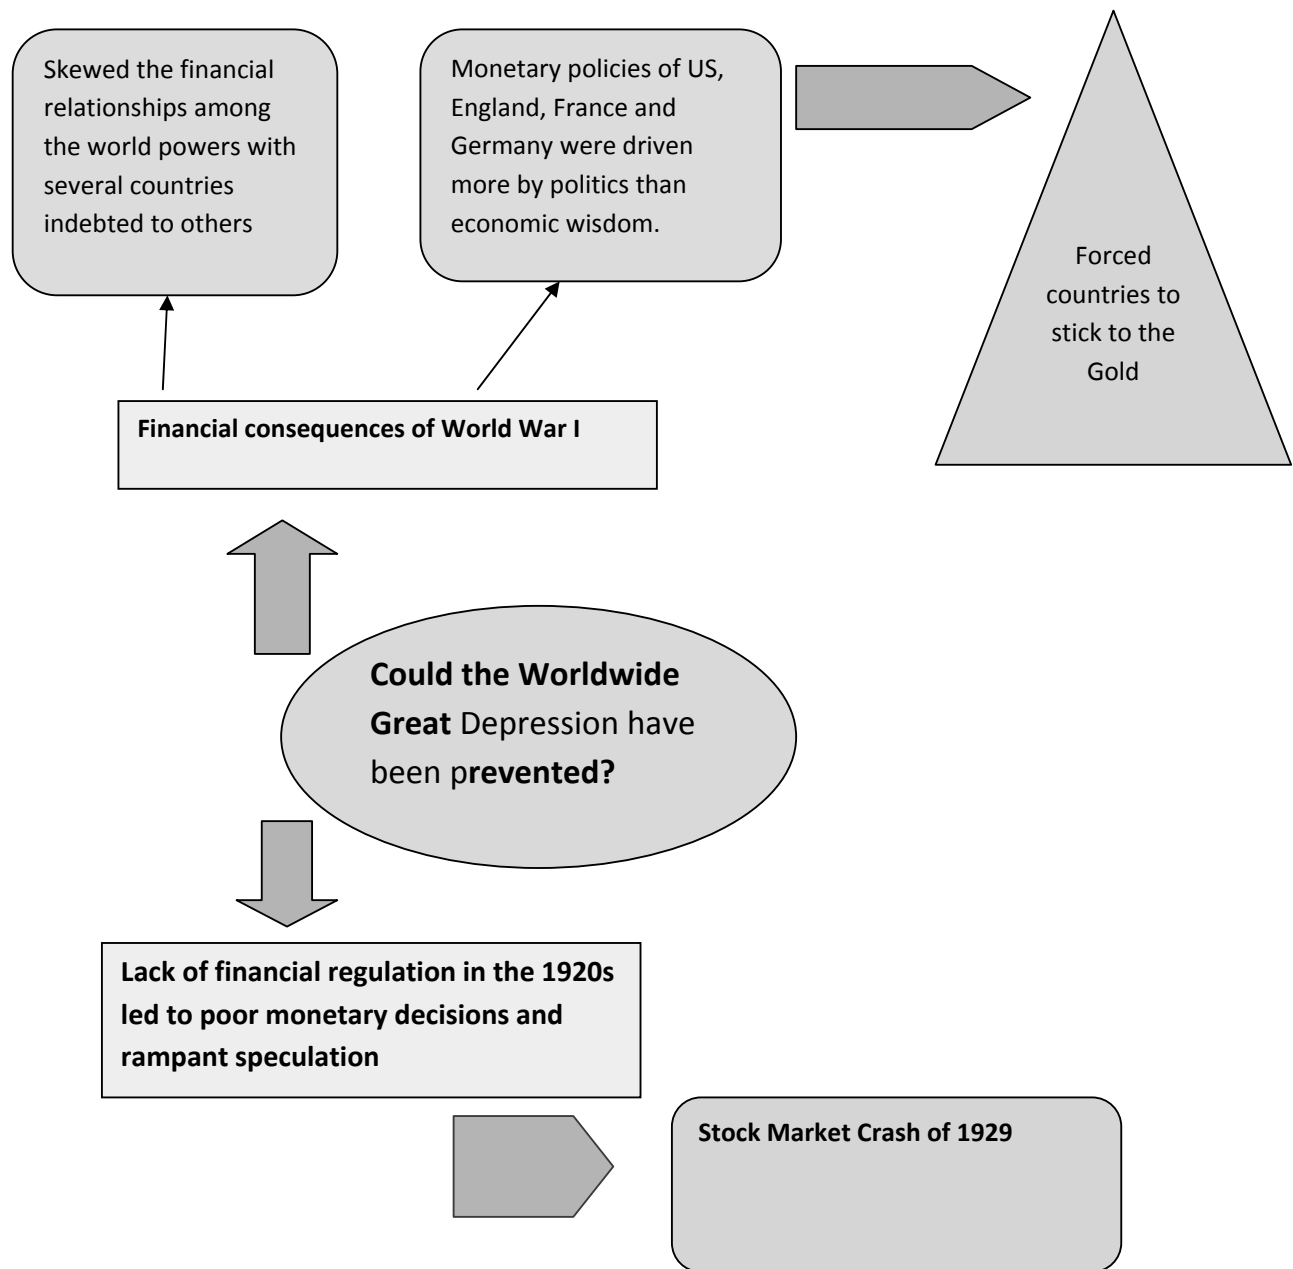 Skewed the financial
relationships among
the world powers with
several countries
indebted to others
Monetary policies of US,
England, France and
Germany were driven
more by politics than
economic wisdom.
Forced
countries to
stick to the
Gold
Financial consequences of World War I
Could the Worldwide
Great Depression have
been prevented?
Lack of financial regulation in the 1920s
led to poor monetary decisions and
rampant speculation
Stock Market Crash of 1929